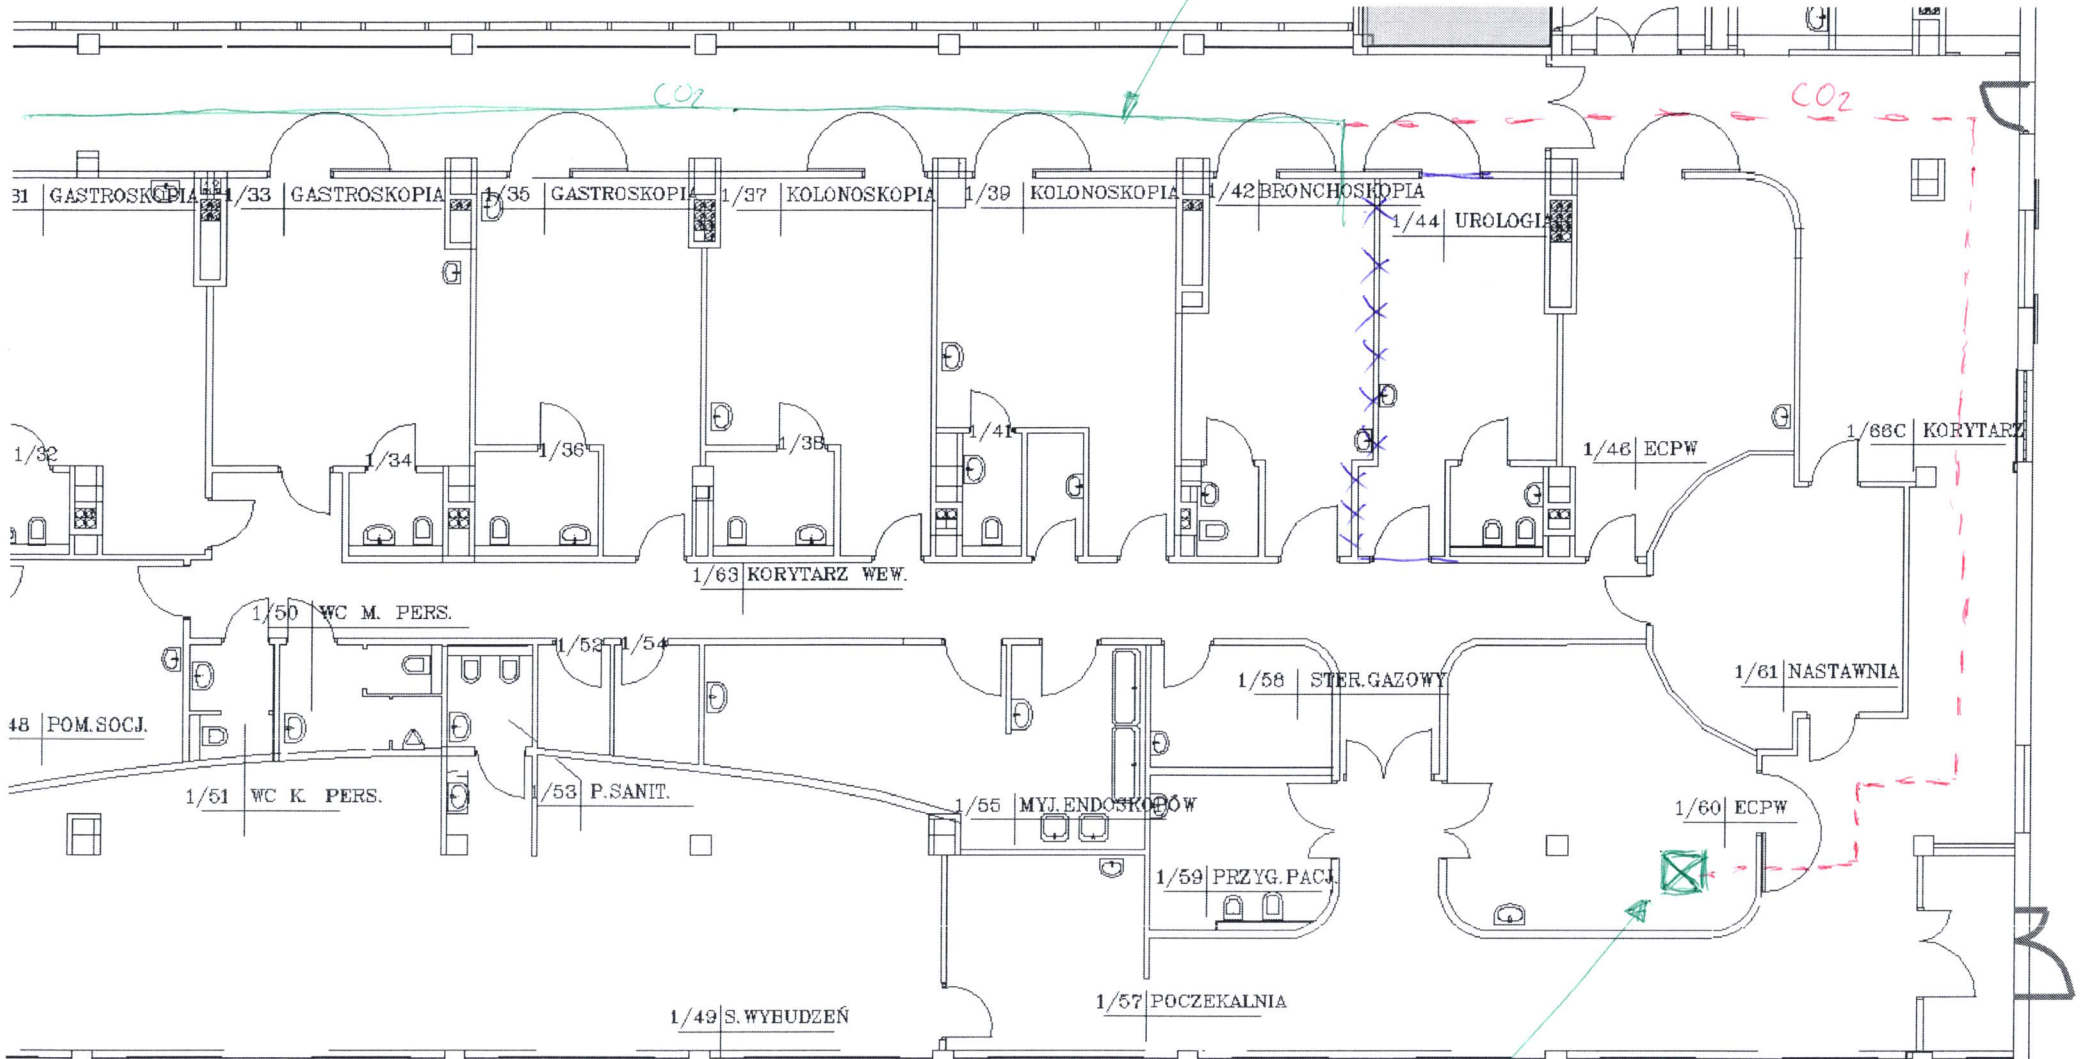 CO2
CO2
31 GASTROSKOPIA
1/33 GASTROSKOPIA
1/35 GASTROSKOPIA
1/37 KOLONOSKOPIA
1/39 KOLONOSKOPIA
1/42 BRONCHOSKOPIA
1/44 UROLOGIA
1/32
1/34
1/36
1/38
1/41
1/46 ECPW
1/66C KORYTARZ
1/63 KORYTARZ WEW.
1/50 WC M. PERS.
1/52
1/54
1/58 STER.GAZOWY
1/61 NASTAWNIA
48 POM.SOCJ.
1/51 WC K. PERS.
/53 P.SANIT.
1/55 MYJ.ENDOSKOPÓW
1/60 ECPW
1/59 PRZYG.PACJ.
1/49 S.WYBUDZEŃ
1/57 POCZEKALNIA